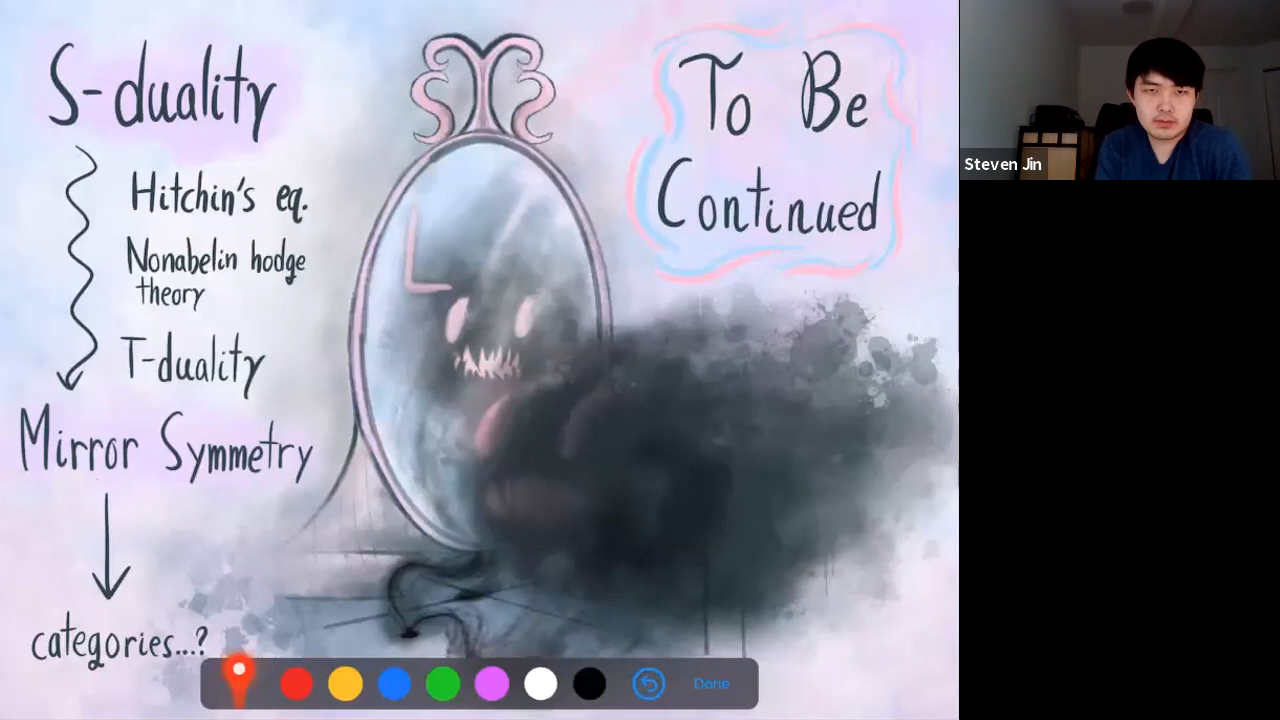 S-duality
Hitchin's eq.
Nonabelin hodge
theory
T-duality
Mirror Symmetry
categories...?
To Be
Continued
L
Done
Steven Jin